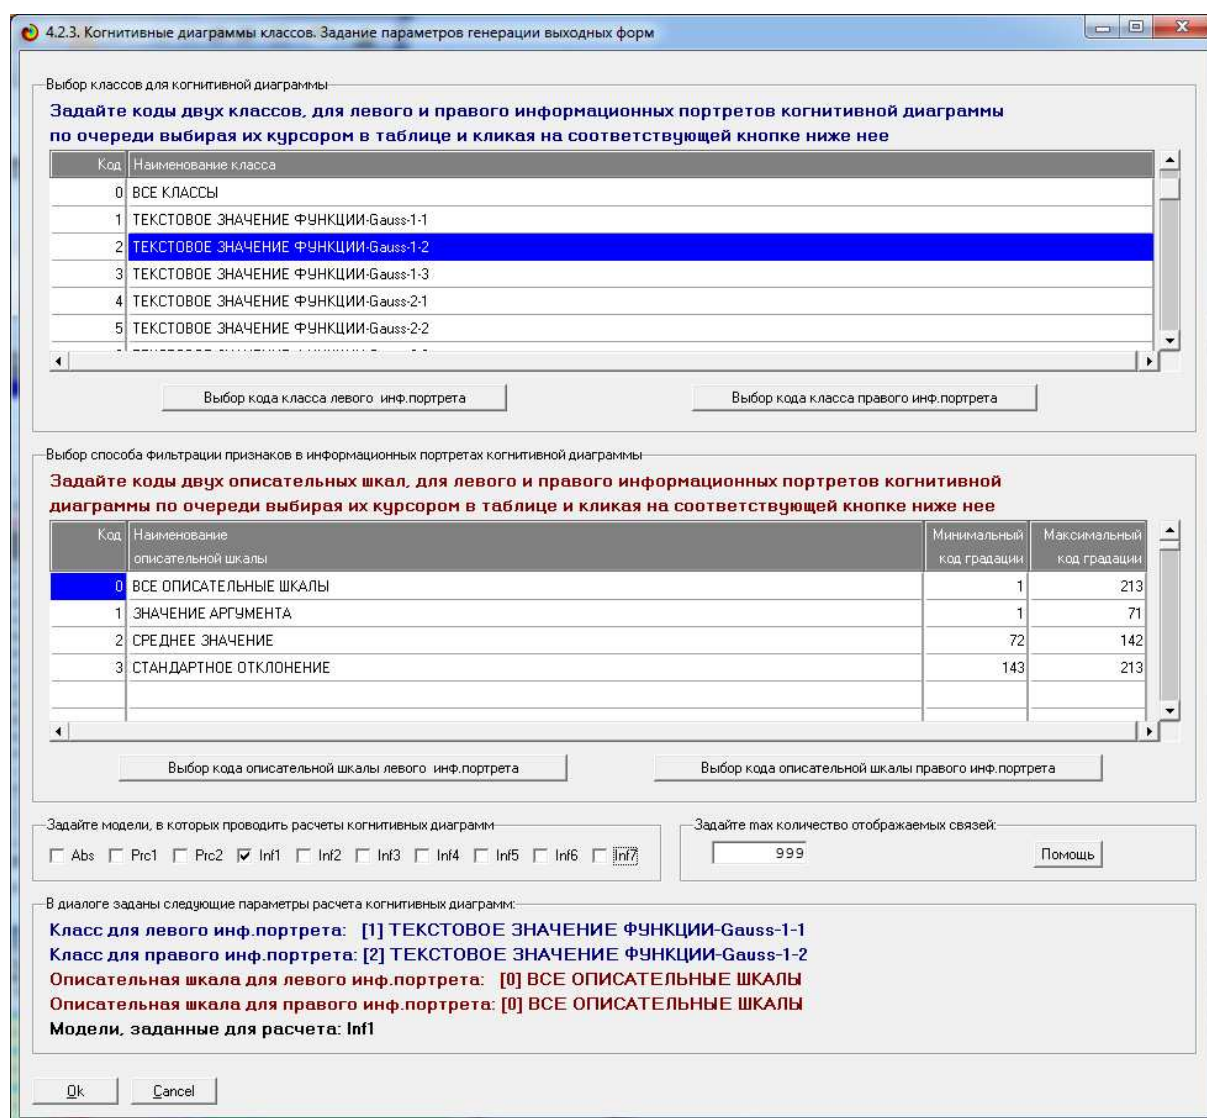 4.2.3. Когнитивные диаграммы классов. Задание параметров генерации выходных форм
Выбор классов для когнитивной диаграммы
Задайте коды двух классов, для левого и правого информационных портретов когнитивной диаграммы
по очереди выбирая их курсором в таблице и кликая на соответствующей кнопке ниже нее
Код Наименование класса
0 ВСЕ КЛАССЫ
1 ТЕКСТОВОЕ ЗНАЧЕНИЕ ФУНКЦИИ-Gauss-1-1
2 ТЕКСТОВОЕ ЗНАЧЕНИЕ ФУНКЦИИ-Gauss-1-2
3 ТЕКСТОВОЕ ЗНАЧЕНИЕ ФУНКЦИИ-Gauss-1-3
4 ТЕКСТОВОЕ ЗНАЧЕНИЕ ФУНКЦИИ-Gauss-2-1
5 ТЕКСТОВОЕ ЗНАЧЕНИЕ ФУНКЦИИ-Gauss-2-2
Выбор кода класса левого инф.портрета Выбор кода класса правого инф.портрета
Выбор способа фильтрации признаков в информационных портретах когнитивной диаграммы
Задайте коды двух описательных шкал, для левого и правого информационных портретов когнитивной
диаграммы по очереди выбирая их курсором в таблице и кликая на соответствующей кнопке ниже нее
Код Наименование Минимальный Максимальный
описательной шкалы код градации код градации
0 ВСЕ ОПИСАТЕЛЬНЫЕ ШКАЛЫ 1 213
1 ЗНАЧЕНИЕ АРГУМЕНТА 1 71
2 СРЕДНЕЕ ЗНАЧЕНИЕ 72 142
3 СТАНДАРТНОЕ ОТКЛОНЕНИЕ 143 213
Выбор кода описательной шкалы левого инф.портрета Выбор кода описательной шкалы правого инф.портрета
Задайте модели, в которых проводить расчеты когнитивных диаграмм Задайте max количество отображаемых связей:
Abs Prc1 Prc2 Inf1 Inf2 Inf3 Inf4 Inf5 Inf6 Inf7 999 Помощь
В диалоге заданы следующие параметры расчета когнитивных диаграмм:
Класс для левого инф.портрета: [1] ТЕКСТОВОЕ ЗНАЧЕНИЕ ФУНКЦИИ-Gauss-1-1
Класс для правого инф.портрета: [2] ТЕКСТОВОЕ ЗНАЧЕНИЕ ФУНКЦИИ-Gauss-1-2
Описательная шкала для левого инф.портрета: [0] ВСЕ ОПИСАТЕЛЬНЫЕ ШКАЛЫ
Описательная шкала для правого инф.портрета: [0] ВСЕ ОПИСАТЕЛЬНЫЕ ШКАЛЫ
Модели, заданные для расчета: Inf1
Ok Cancel